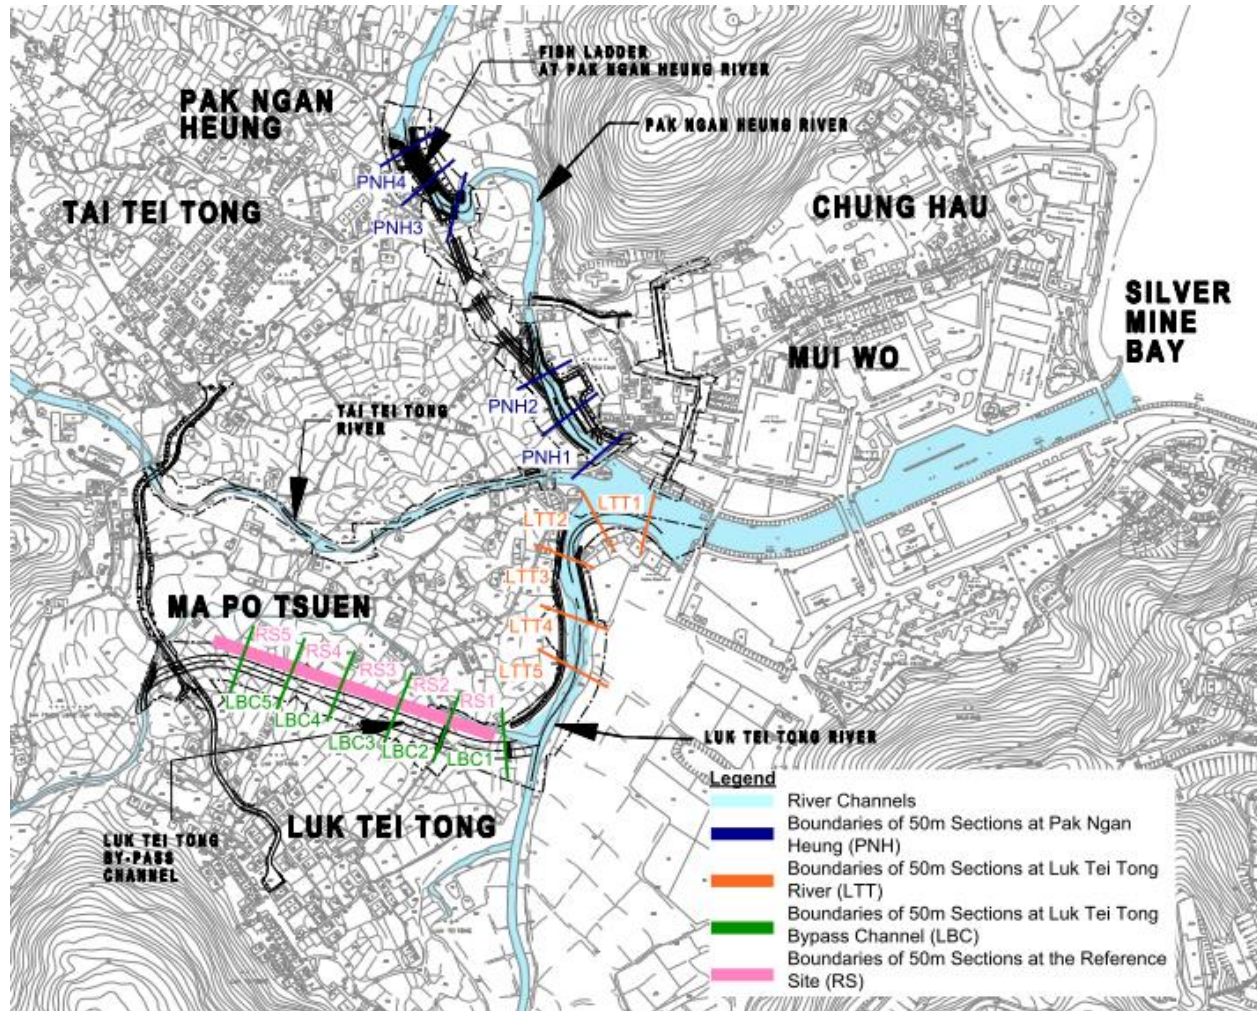 FISH LADDER
AT PAK NGAN HEUNG RIVER
PAK NGAN
HEUNG
PAK NGAN HEUNG RIVER
PNH4
TAI TEI TONG
CHUNG HAU
PNH3
SILVER
MINE
BAY
MUI WO
PNH2
TAI TEI TONG
RIVER
PNH1
LTT1
LTT2
LTT3
MA PO TSUEN
LTT4
RS5
RS4
RS3
LTT5
RS2
RS1
LBC5
LBC4
LBC3
LBC2
LBC1
LUK TEI TONG RIVER
LUK TEI TONG
LUK TEI TONG
BY-PASS
CHANNEL
Legend
River Channels
Boundaries of 50m Sections at Pak Ngan
Heung (PNH)
Boundaries of 50m Sections at Luk Tei Tong
River (LTT)
Boundaries of 50m Sections at Luk Tei Tong
Bypass Channel (LBC)
Boundaries of 50m Sections at the Reference
Site (RS)